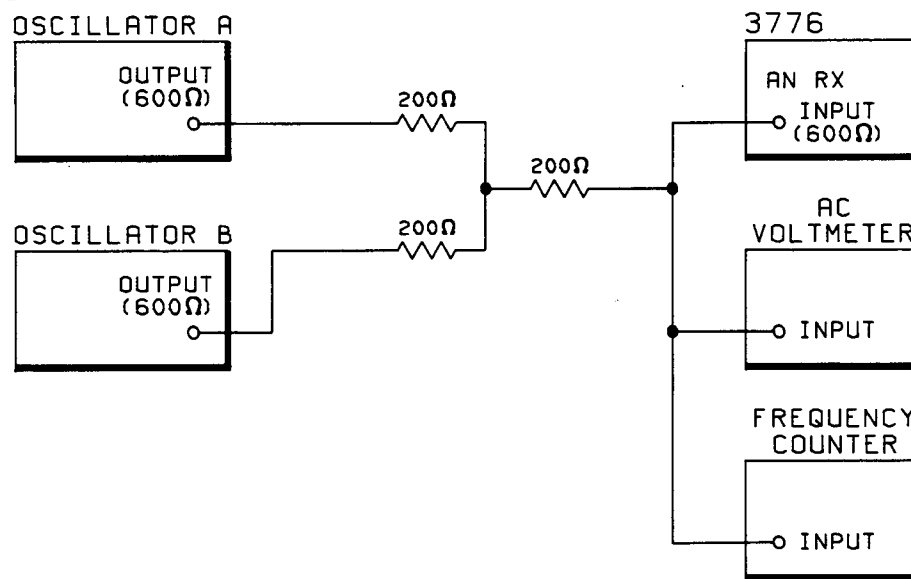 OSCILLATOR A
OUTPUT
(600Ω)
200Ω
3776
AN RX
INPUT
(600Ω)
200Ω
OSCILLATOR B
OUTPUT
(600Ω)
200Ω
AC
VOLTMETER
INPUT
FREQUENCY
COUNTER
INPUT